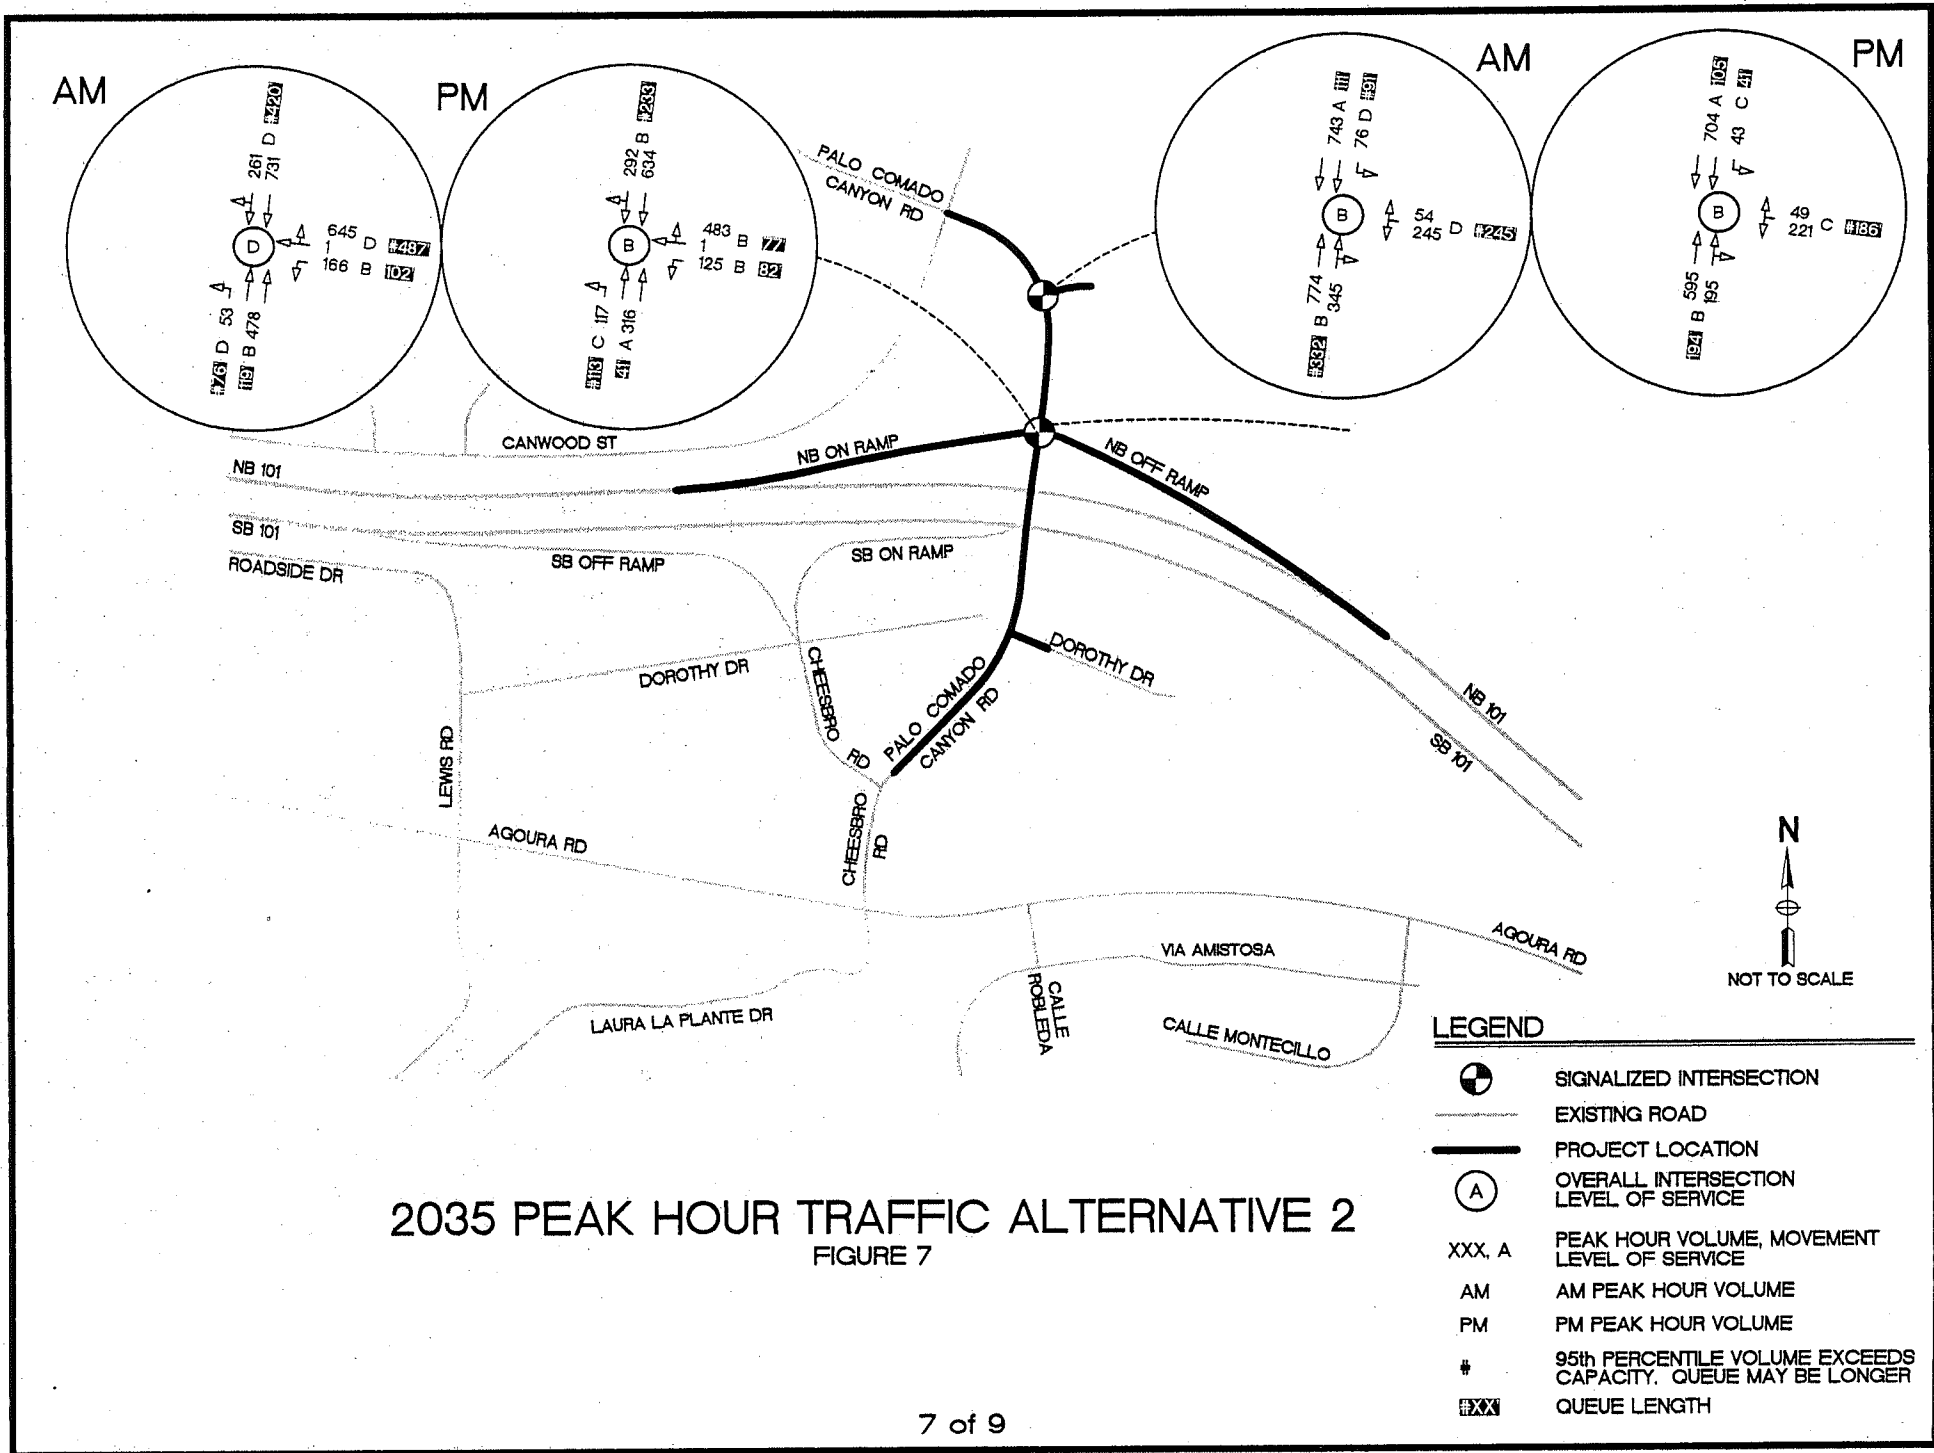 AM
261 D #420'
731
645 D #487'
1
166 B 102'
#76' D 53
119' B 478
PM
292 B #233'
634
483
1 B 77'
125 B 82'
#113' C 117
41' A 316
AM
743 A 111'
76 D #91'
54
245 D #245'
#332' B 774
345
PM
704 A 105'
43 C 41'
49
221 C #186'
194' B 595
195
D
B
B
B
PALO COMADO
CANYON RD
CANWOOD ST
NB ON RAMP
NB OFF RAMP
NB 101
SB 101
SB OFF RAMP
SB ON RAMP
ROADSIDE DR
DOROTHY DR
DOROTHY DR
CHEESBRO
RD
PALO COMADO
CANYON RD
NB 101
SB 101
LEWIS RD
CHEESBRO
RD
AGOURA RD
AGOURA RD
VIA AMISTOSA
CALLE
ROBLEDA
LAURA LA PLANTE DR
CALLE MONTECILLO
N
NOT TO SCALE
LEGEND
SIGNALIZED INTERSECTION
EXISTING ROAD
PROJECT LOCATION
A OVERALL INTERSECTION
LEVEL OF SERVICE
XXX, A PEAK HOUR VOLUME, MOVEMENT
LEVEL OF SERVICE
AM AM PEAK HOUR VOLUME
PM PM PEAK HOUR VOLUME
# 95th PERCENTILE VOLUME EXCEEDS
CAPACITY. QUEUE MAY BE LONGER
#XX' QUEUE LENGTH
2035 PEAK HOUR TRAFFIC ALTERNATIVE 2
FIGURE 7
7 of 9